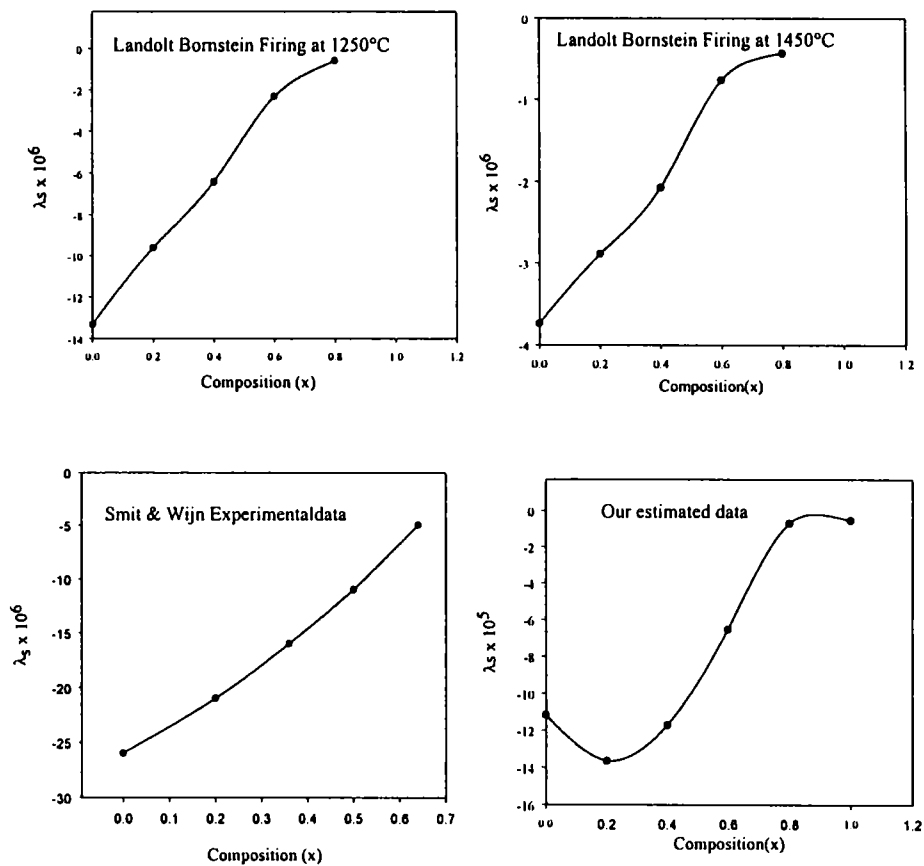 Landolt Bornstein Firing at 1250°C
0
-2
-4
-6
-8
-10
-12
-14
λs x 10⁶
0.0 0.2 0.4 0.6 0.8 1 0 1.2
Composition (x)
Landolt Bornstein Firing at 1450°C
0
-1
-2
-3
-4
λs x 10⁶
0.0 0.2 0.4 0.6 0.8 1 0 1.2
Composition(x)
Smit & Wijn Experimentaldata
0
-5
-10
-15
-20
-25
-30
λs x 10⁶
0.0 0.1 0.2 0.3 0.4 0.5 0.6 0.7
Composition (x)
Our estimated data
0
-2
-4
-6
-8
-10
-12
-14
-16
λs x 10⁵
0.0 0.2 0.4 0.6 0.8 1.0 1.2
Composition(x)